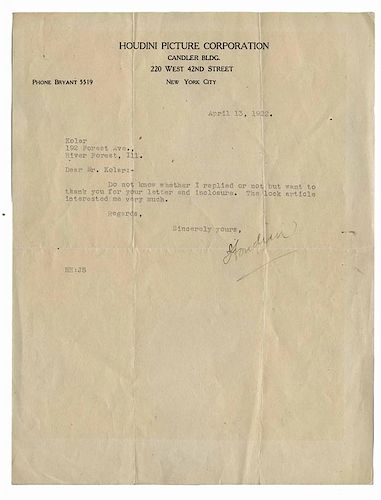 HOUDINI PICTURE CORPORATION
CANDLER BLDG.
220 WEST 42ND STREET
PHONE BRYANT 5519 NEW YORK CITY
April 13, 1922.
Kolar
192 Forest Ave.,
River Forest, Ill.
Dear Mr. Kolar:-
Do not know whether I replied or not but want to
thank you for your letter and inclosure. The lock article
interested me very much.
Regards,
Sincerely yours,
Houdini
HH:JS